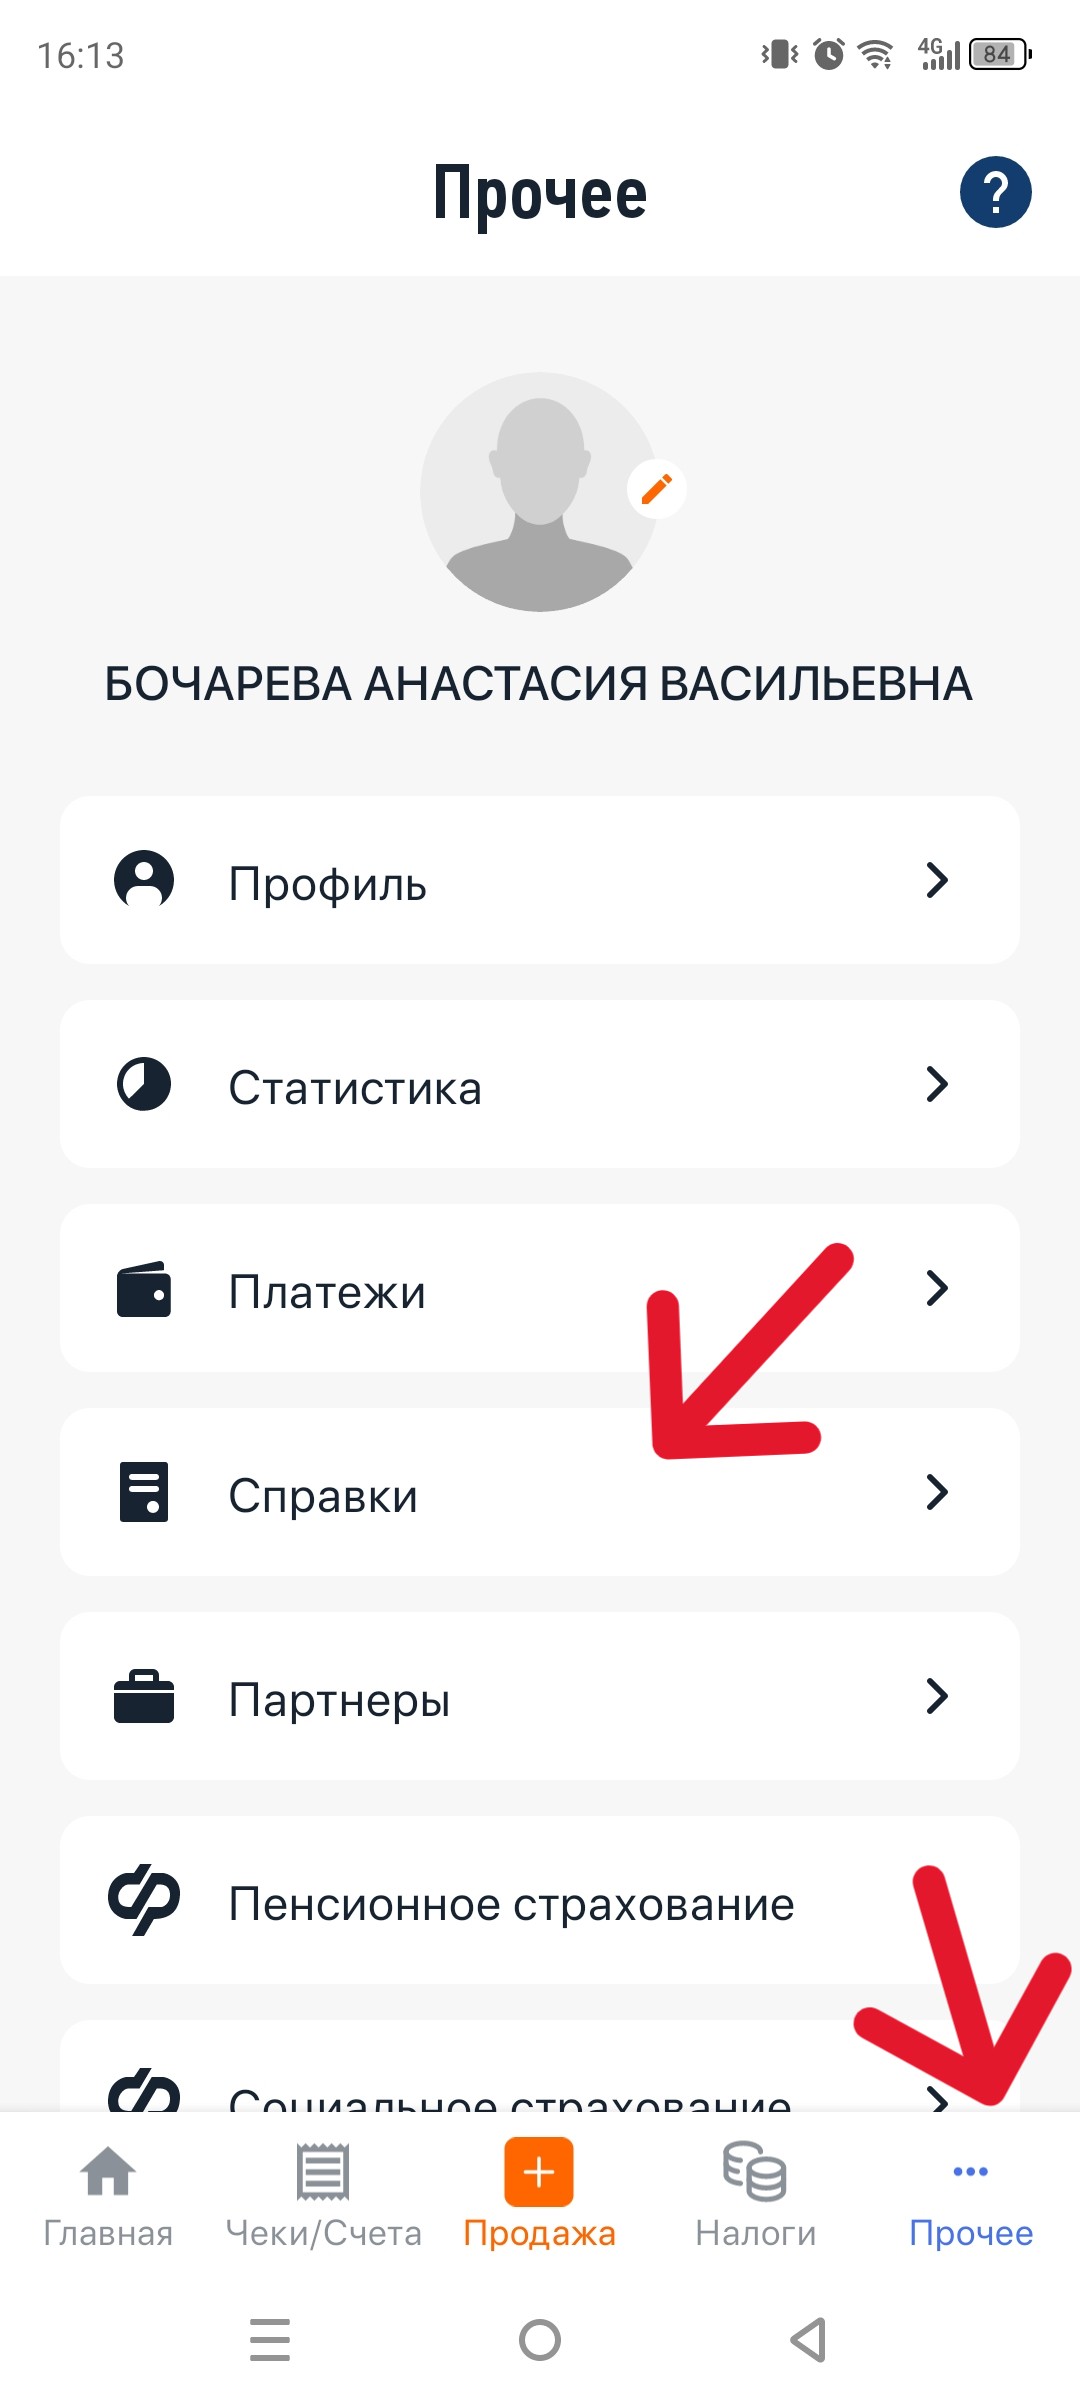 16:13
4G
84
Прочее
?
БОЧАРЕВА АНАСТАСИЯ ВАСИЛЬЕВНА
Профиль
Статистика
Платежи
Справки
Партнеры
Пенсионное страхование
Социальное страхование
Главная
Чеки/Счета
Продажа
Налоги
Прочее